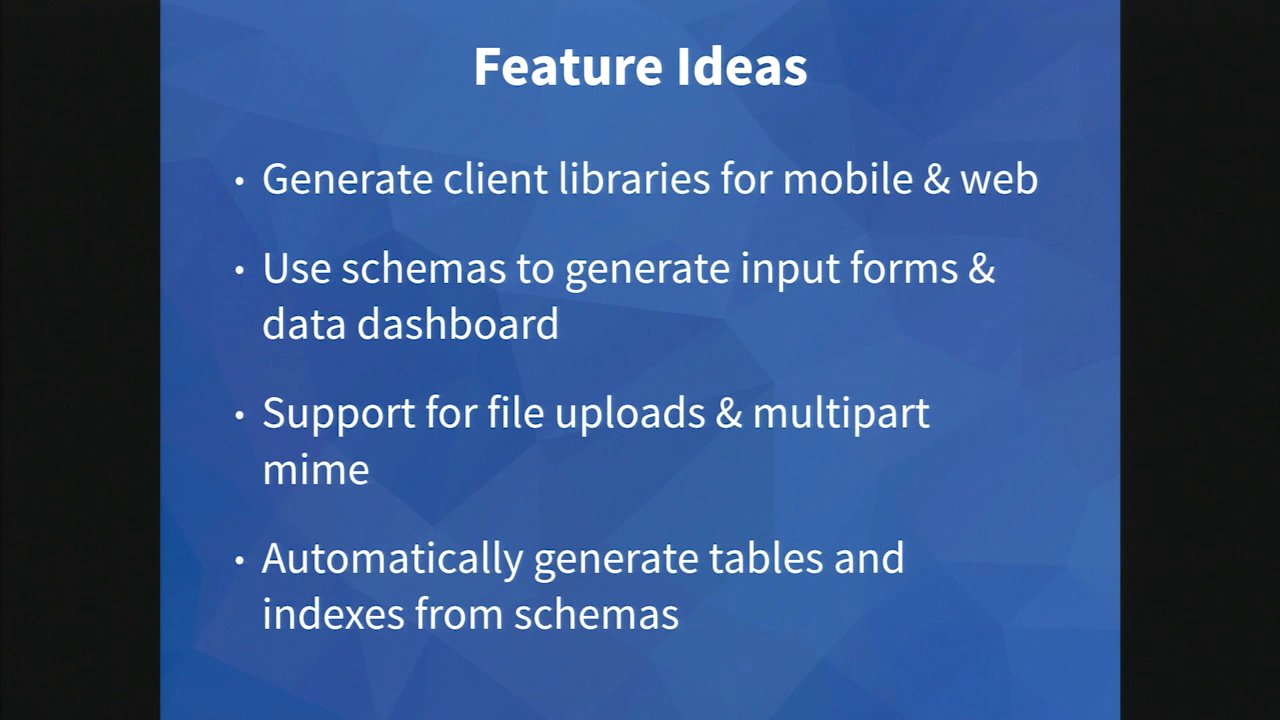 Feature Ideas
• Generate client libraries for mobile & web
• Use schemas to generate input forms &
data dashboard
• Support for file uploads & multipart
mime
• Automatically generate tables and
indexes from schemas